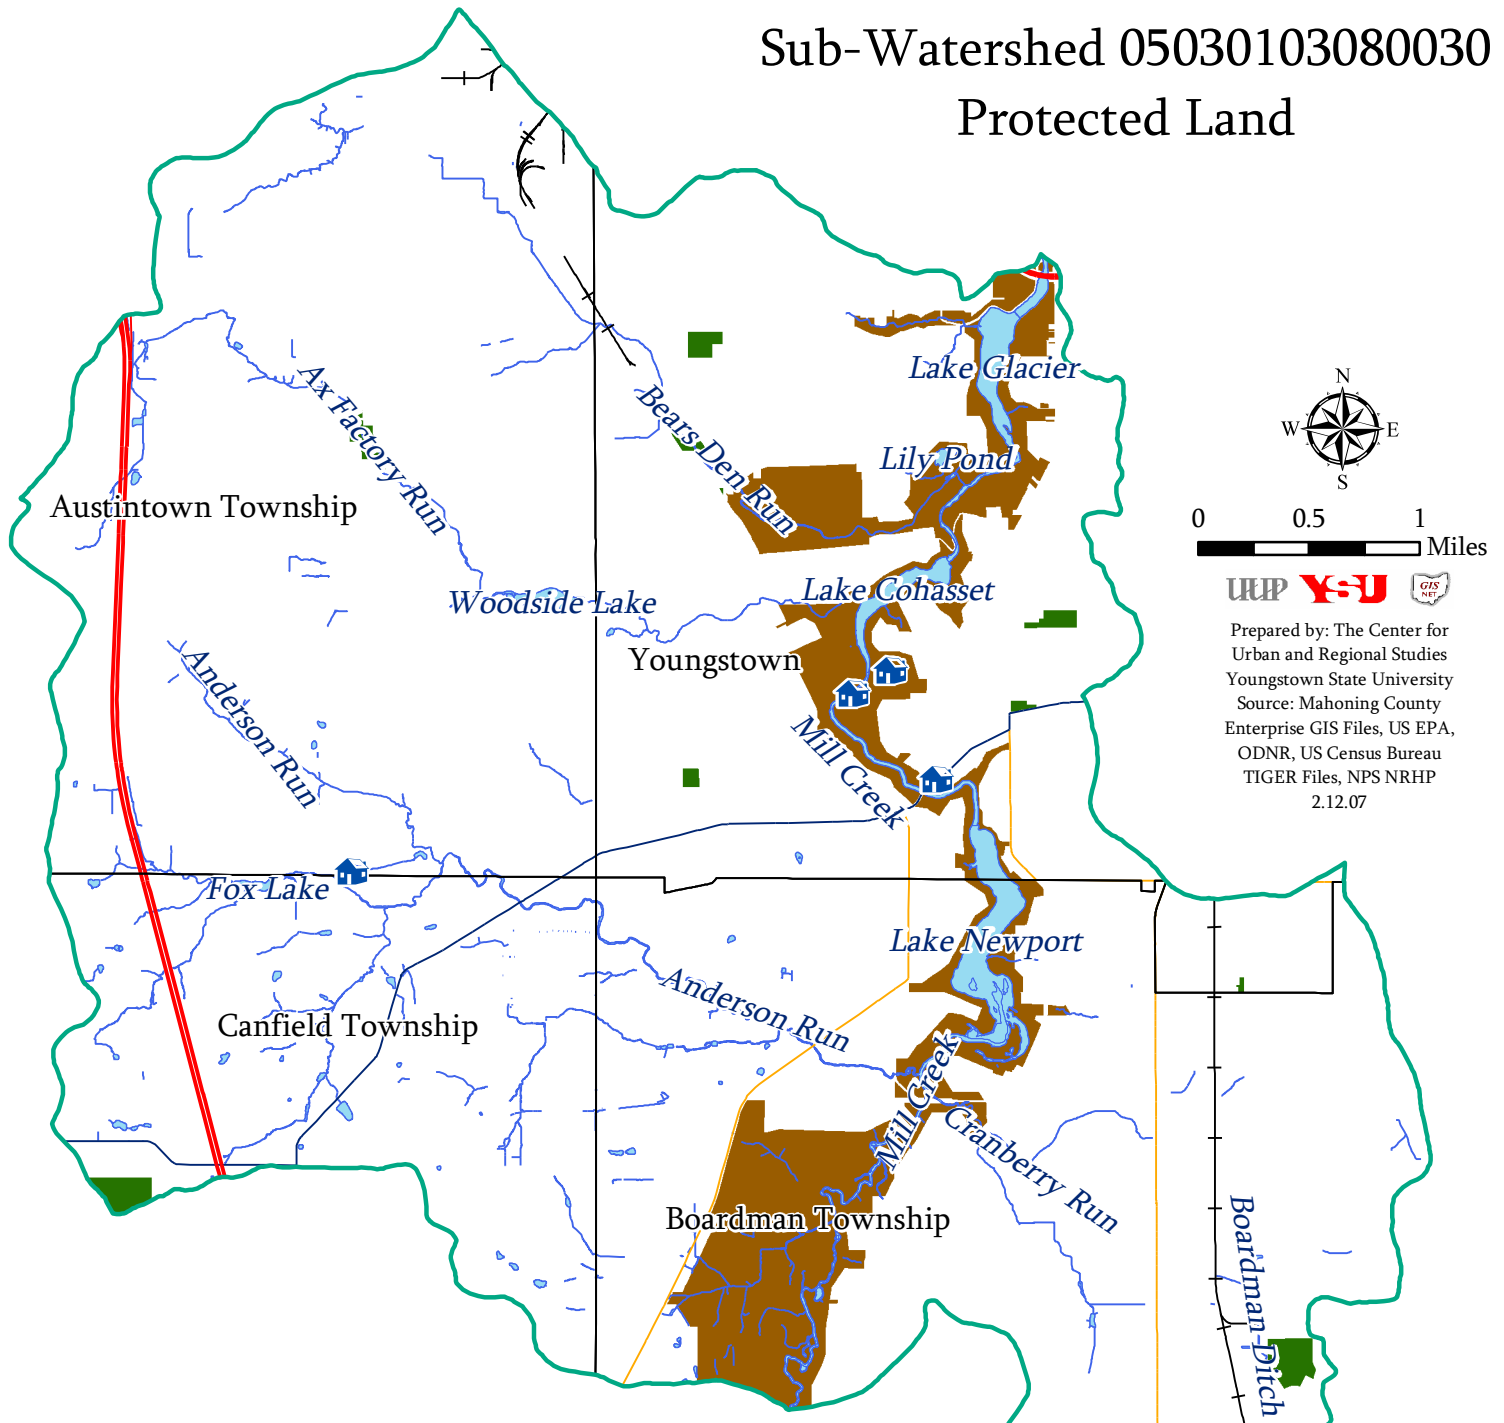 Sub-Watershed 05030103080030
Protected Land
Lake Glacier
N
W
E
S
Ax Factory Run
Bears Den Run
Lily Pond
Austintown Township
0 0.5 1
Miles
UUP YSU GIS NET
Woodside Lake
Lake Cohasset
Prepared by: The Center for
Urban and Regional Studies
Youngstown State University
Source: Mahoning County
Enterprise GIS Files, US EPA,
ODNR, US Census Bureau
TIGER Files, NPS NRHP
2.12.07
Youngstown
Anderson Run
Mill Creek
Fox Lake
Lake Newport
Anderson Run
Canfield Township
Mill Creek
Cranberry Run
Boardman Township
Boardman-Ditch